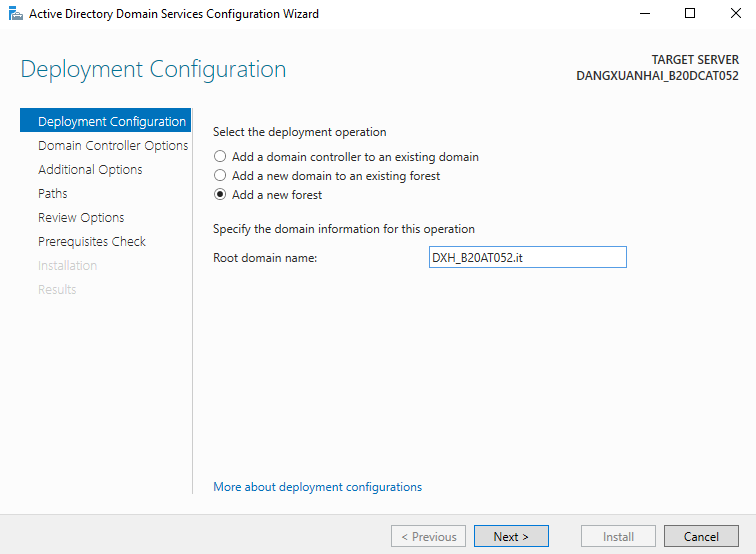 Active Directory Domain Services Configuration Wizard
Deployment Configuration
TARGET SERVER
DANGXUANHAI_B20DCAT052
Deployment Configuration
Domain Controller Options
Additional Options
Paths
Review Options
Prerequisites Check
Installation
Results
Select the deployment operation
Add a domain controller to an existing domain
Add a new domain to an existing forest
Add a new forest
Specify the domain information for this operation
Root domain name: DXH_B20AT052.it
More about deployment configurations
< Previous Next > Install Cancel